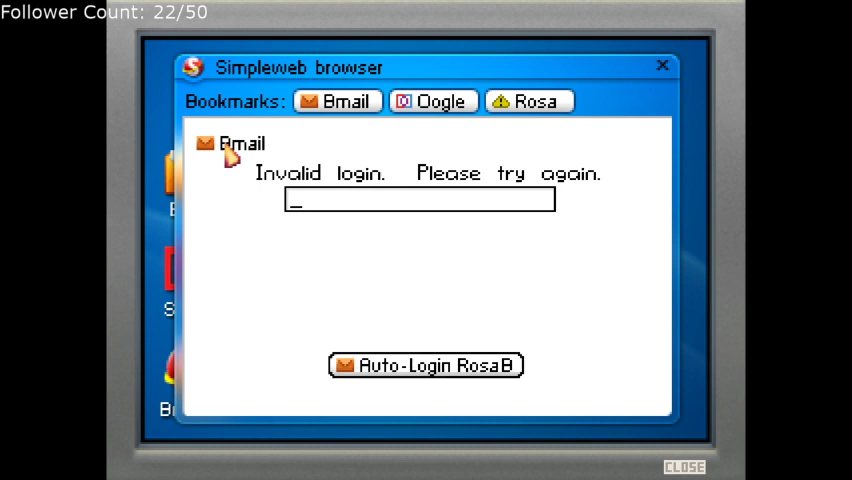 Follower Count: 22/50
Simpleweb browser
Bookmarks: Bmail Oogle Rosa
Bmail
Invalid login. Please try again.
_
Auto-Login RosaB
CLOSE